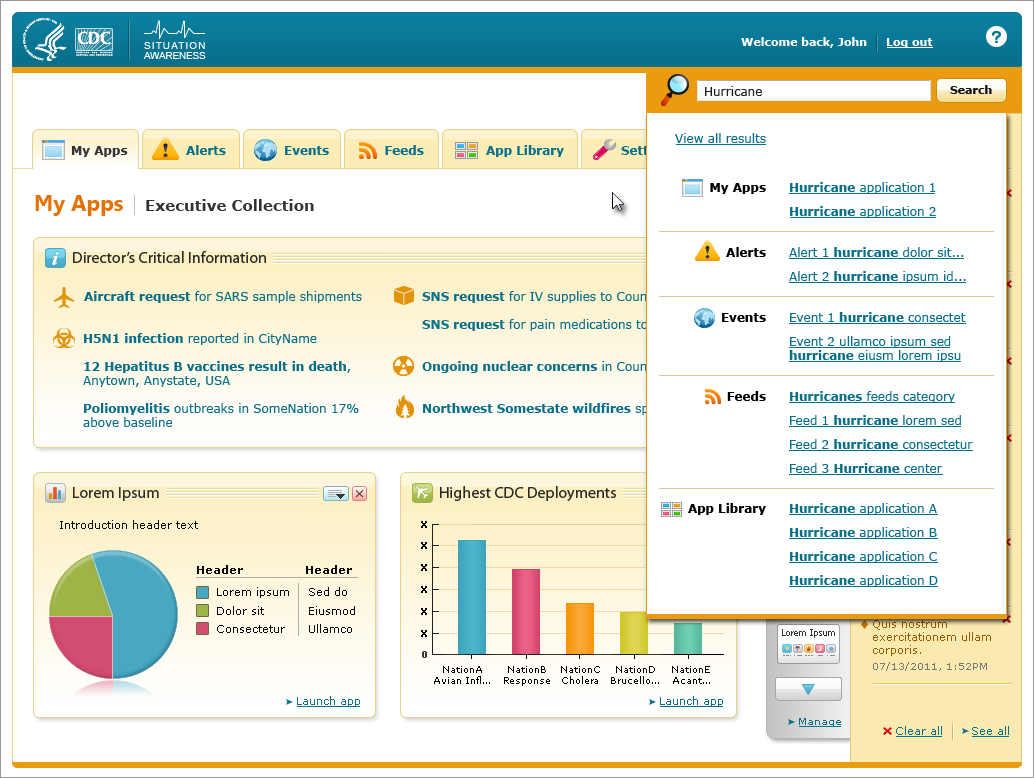 CDC
SITUATION
AWARENESS
Welcome back, John
Log out
?
Hurricane
Search
My Apps
Alerts
Events
Feeds
App Library
My Apps
Executive Collection
Director's Critical Information
Aircraft request for SARS sample shipments
H5N1 infection reported in CityName
12 Hepatitus B vaccines result in death,
Anytown, Anystate, USA
Poliomyelitis outbreaks in SomeNation 17%
above baseline
SNS request for IV supplies to
SNS request for pain medications to
Ongoing nuclear concerns in
Northwest Somestate wildfires
View all results
My Apps
Hurricane application 1
Hurricane application 2
Alerts
Alert 1 hurricane dolor sit...
Alert 2 hurricane ipsum id...
Events
Event 1 hurricane consectet
Event 2 ullamco ipsum sed
hurricane eiusm lorem ipsu
Feeds
Hurricanes feeds category
Feed 1 hurricane lorem sed
Feed 2 hurricane consectetur
Feed 3 Hurricane center
App Library
Hurricane application A
Hurricane application B
Hurricane application C
Hurricane application D
Lorem Ipsum
Introduction header text
Header Header
Lorem ipsum Sed do
Dolor sit Eiusmod
Consectetur Ullamco
Launch app
Highest CDC Deployments
X
X
X
X
X
X
0
NationA NationB NationC NationD NationE
Avian Infl... Response Cholera Brucello... Acant...
Launch app
Lorem Ipsum
Manage
Quis nostrum
exercitationem ullam
corporis.
07/13/2011, 1:52PM
Clear all
See all